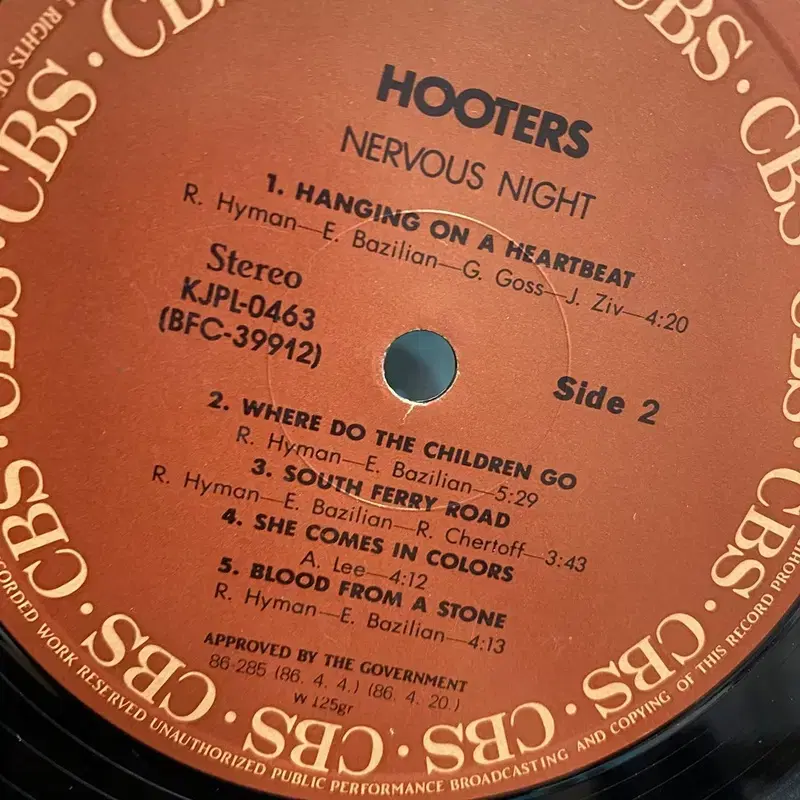 HOOTERS
NERVOUS NIGHT
1. HANGING ON A HEARTBEAT
R. Hyman—E. Bazilian—G. Goss—J. Ziv—4:20
Stereo
KJPL-0463
(BFC-39912)
Side 2
2. WHERE DO THE CHILDREN GO
R. Hyman—E. Bazilian—5:29
3. SOUTH FERRY ROAD
R. Hyman—E. Bazilian—R. Chertoff—3:43
4. SHE COMES IN COLORS
A. Lee—4:12
5. BLOOD FROM A STONE
R. Hyman—E. Bazilian—4:13
APPROVED BY THE GOVERNMENT
86-285 (86. 4. 4.) (86. 4. 20.)
W 125gr
CBS · CBS · CBS · CBS · CBS · CBS · CBS · CBS · CBS · CBS · CBS
RIGHTS OF
WORK RESERVED UNAUTHORIZED PUBLIC PERFORMANCE BROADCASTING AND COPYING OF THIS RECORD